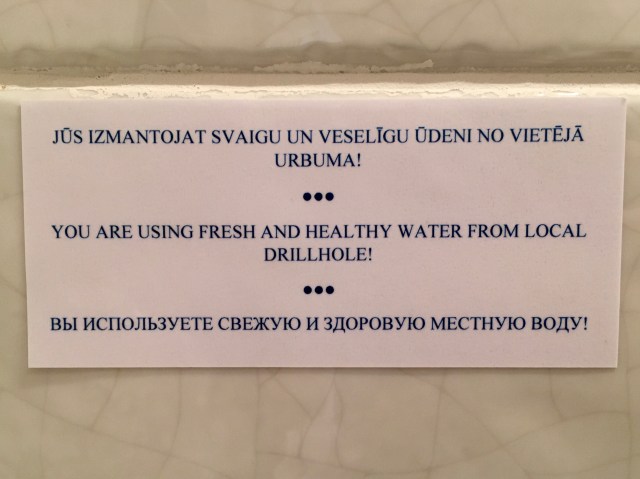 JŪS IZMANTOJAT SVAIGU UN VESELĪGU ŪDENI NO VIETĒJĀ
URBUMA!
●●●
YOU ARE USING FRESH AND HEALTHY WATER FROM LOCAL
DRILLHOLE!
●●●
ВЫ ИСПОЛЬЗУЕТЕ СВЕЖУЮ И ЗДОРОВУЮ МЕСТНУЮ ВОДУ!